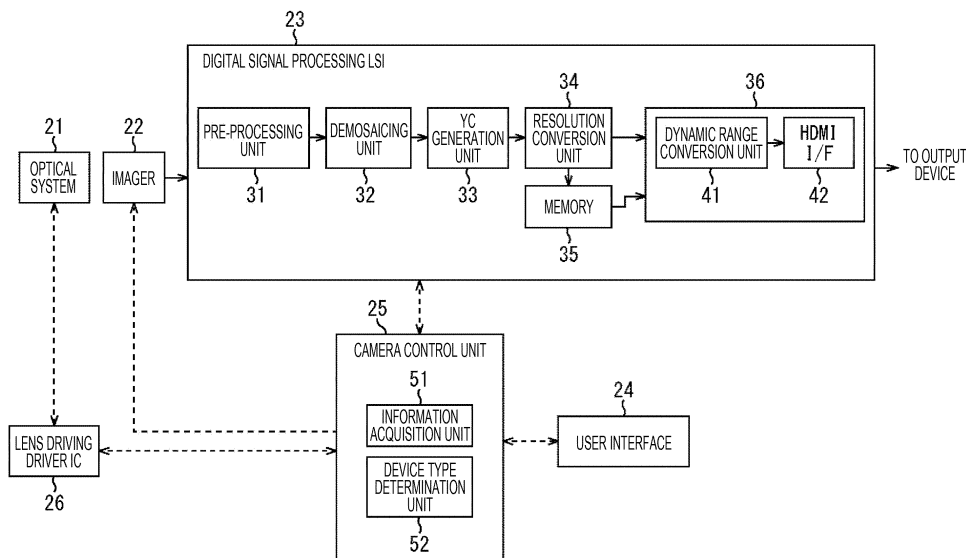 23
DIGITAL SIGNAL PROCESSING LSI
34
36
21
22
OPTICAL
SYSTEM
IMAGER
PRE-PROCESSING
UNIT
31
DEMOSAICING
UNIT
32
YC
GENERATION
UNIT
33
RESOLUTION
CONVERSION
UNIT
DYNAMIC RANGE
CONVERSION UNIT
41
HDMI
I/F
42
TO OUTPUT
DEVICE
MEMORY
35
25
CAMERA CONTROL UNIT
51
INFORMATION
ACQUISITION UNIT
24
USER INTERFACE
LENS DRIVING
DRIVER IC
26
DEVICE TYPE
DETERMINATION
UNIT
52